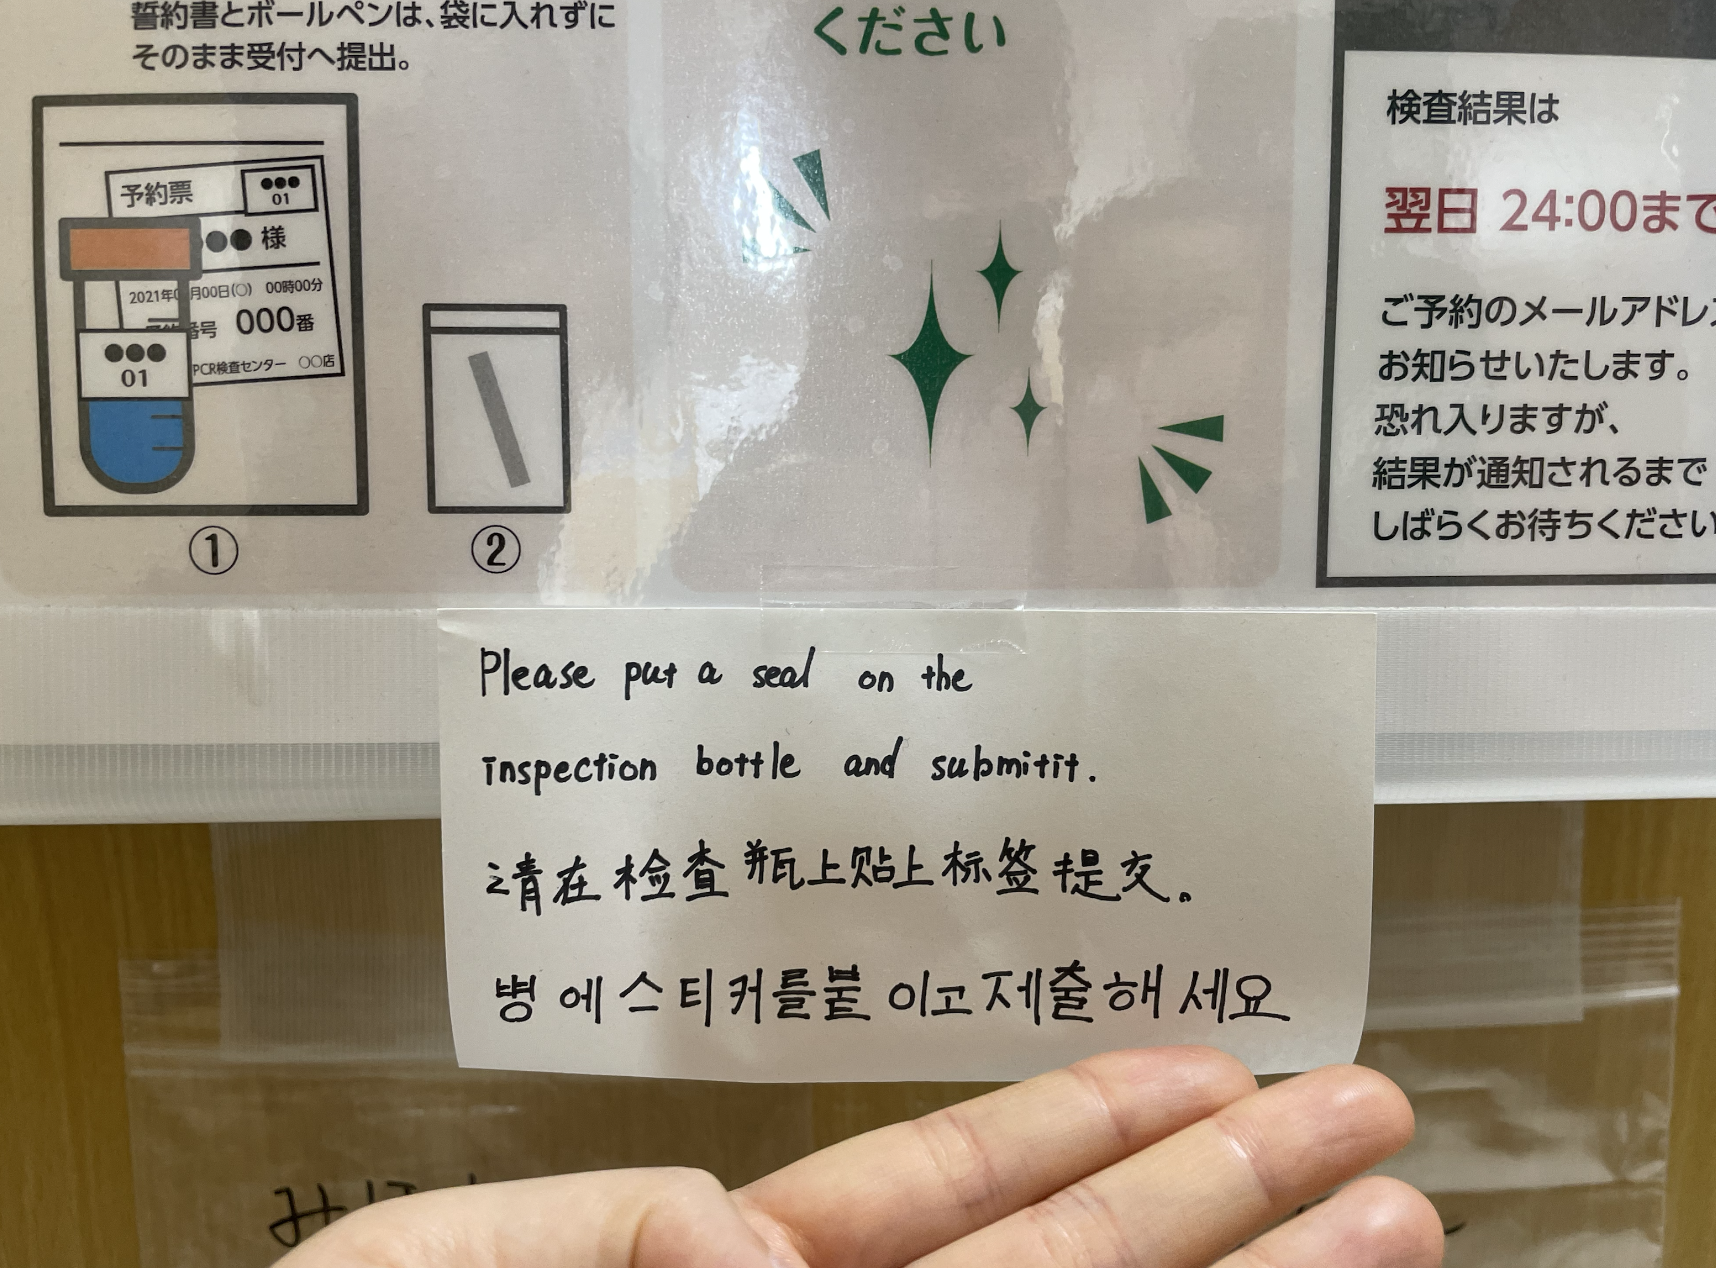 誓約書とボールペンは、袋に入れずに
そのまま受付へ提出。
予約票
●●●
01
●●● 様
2021年 月00日(○) 00時00分
番号 000番
PCR検査センター ○○店
●●●
01
①
②
ください
検査結果は
翌日 24:00まで
ご予約のメールアドレス
お知らせいたします。
恐れ入りますが、
結果が通知されるまで
しばらくお待ちください
Please put a seal on the
inspection bottle and submitit.
请在检查瓶上贴上标签提交。
병에스티커를붙이고제출해세요